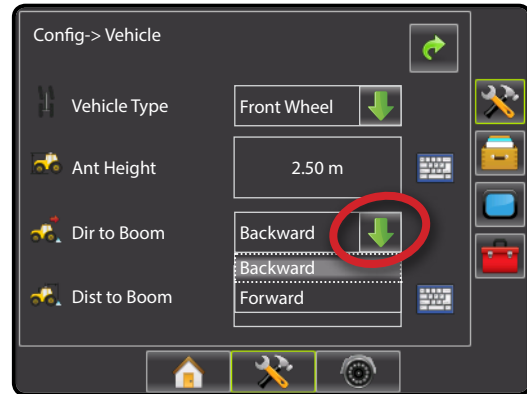 Config-> Vehicle
Vehicle Type
Front Wheel
Ant Height
2.50 m
Dir to Boom
Backward
Backward
Dist to Boom
Forward